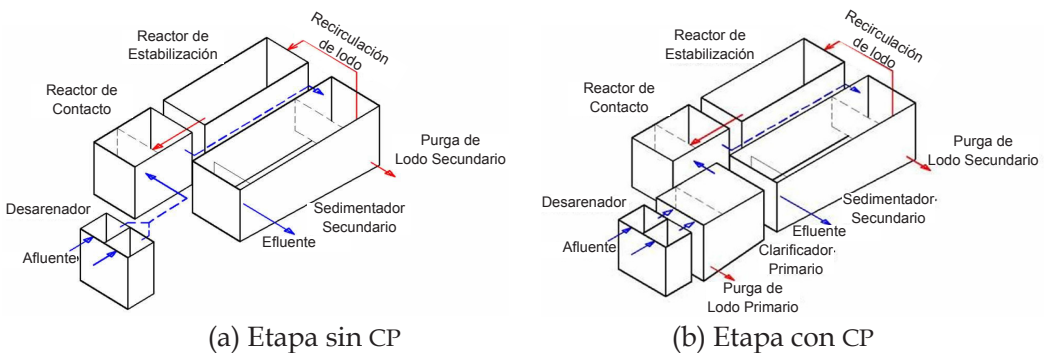 Reactor de
Estabilización
Recirculación
de lodo
Reactor de
Contacto
Purga de
Lodo Secundario
Desarenador
Sedimentador
Secundario
Efluente
Afluente
(a) Etapa sin CP
Reactor de
Estabilización
Recirculación
de lodo
Reactor de
Contacto
Purga de
Lodo Secundario
Desarenador
Sedimentador
Secundario
Efluente
Afluente
Clarificador
Primario
Purga de
Lodo Primario
(b) Etapa con CP